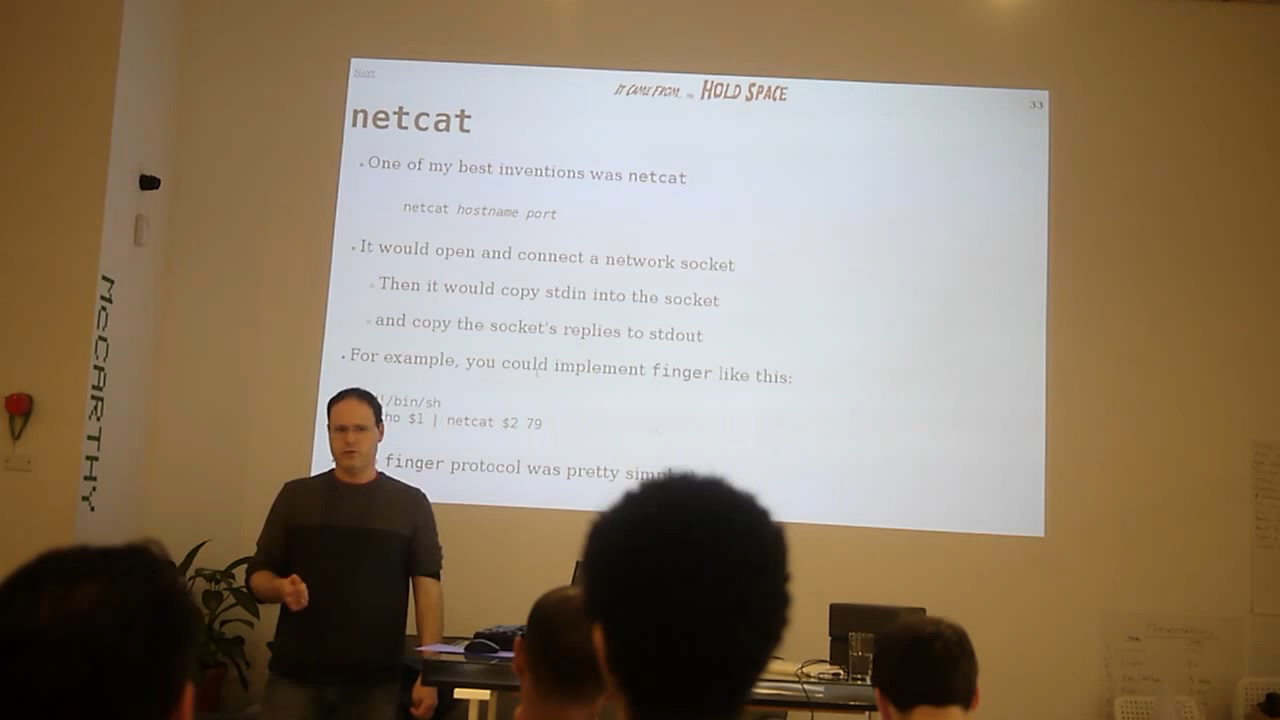 Next
IT CAME FROM... THE HOLD SPACE
33
netcat
One of my best inventions was netcat
netcat hostname port
It would open and connect a network socket
Then it would copy stdin into the socket
and copy the socket's replies to stdout
For example, you could implement finger like this:
!/bin/sh
ho $1 | netcat $2 79
finger protocol was pretty simpl
MCCARTHY